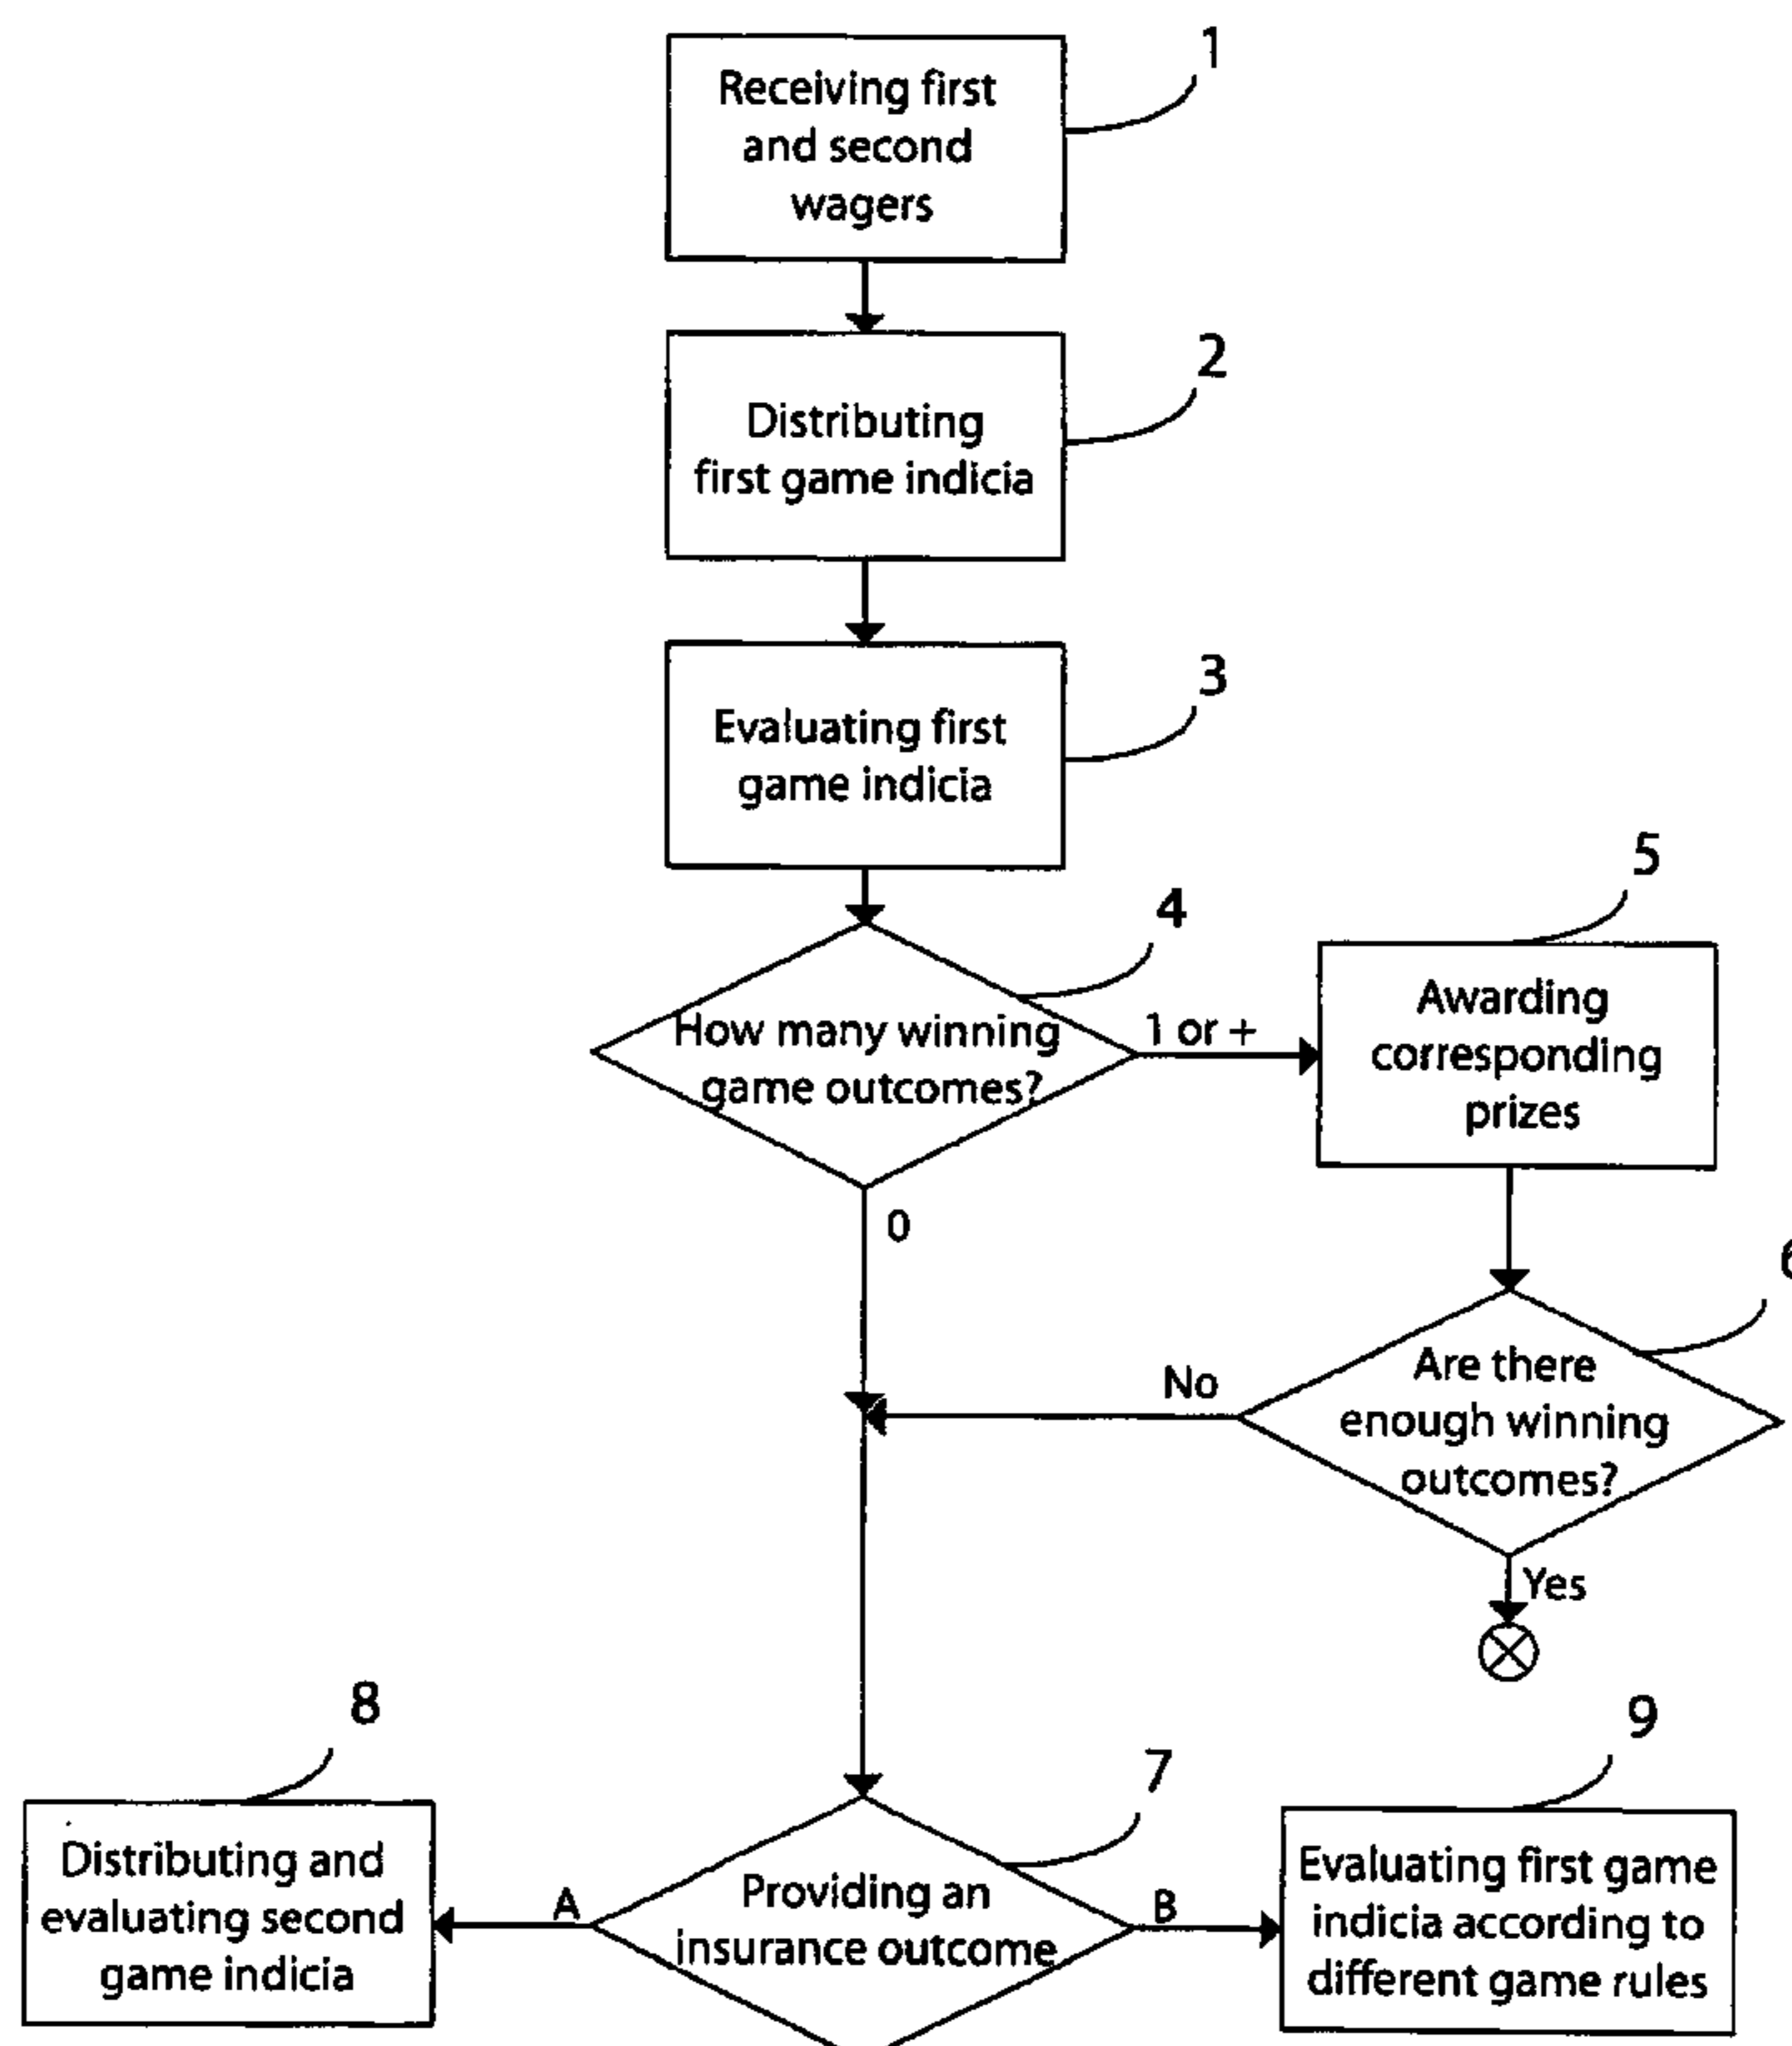 1
Receiving first
and second
wagers
2
Distributing
first game indicia
3
Evaluating first
game indicia
4
How many winning
game outcomes?
1 or +
5
Awarding
corresponding
prizes
0
6
Are there
enough winning
outcomes?
No
Yes
8
Distributing and
evaluating second
game indicia
A
7
Providing an
insurance outcome
B
9
Evaluating first game
indicia according to
different game rules